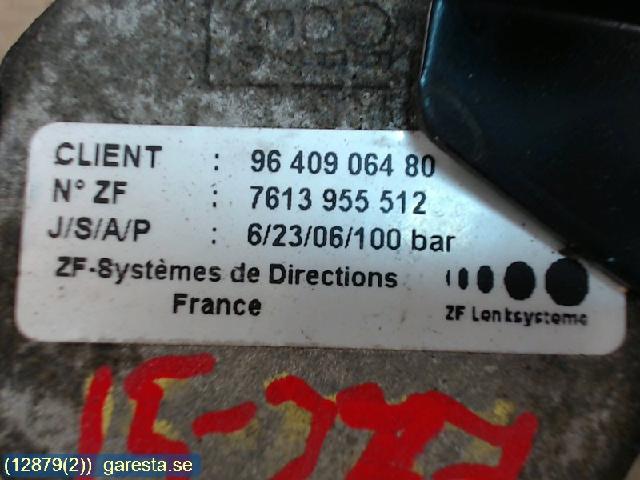 CLIENT : 96 409 064 80
N° ZF : 7613 955 512
J/S/A/P : 6/23/06/100 bar
ZF-Systèmes de Directions
France
ZF Lenksysteme
(12879(2)) garesta.se